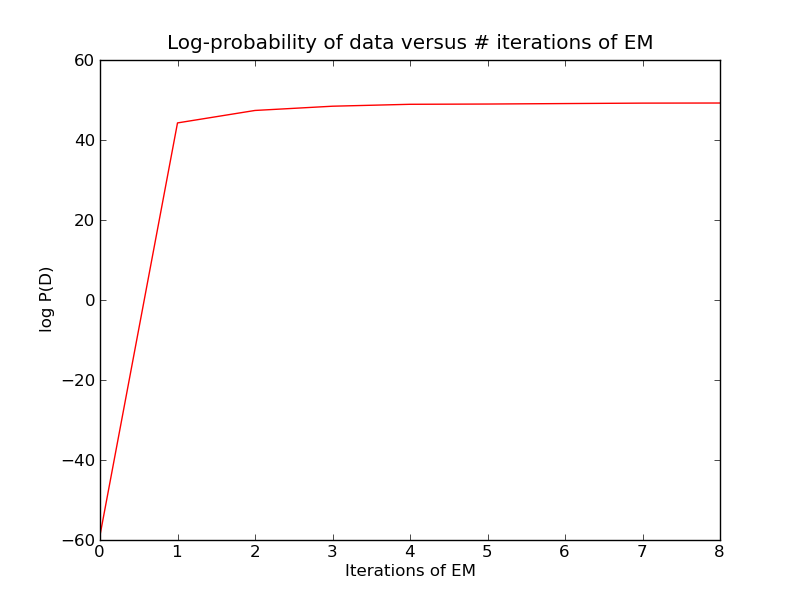 Log-probability of data versus # iterations of EM
60
40
20
0
−20
−40
−60
log P(D)
0 1 2 3 4 5 6 7 8
Iterations of EM